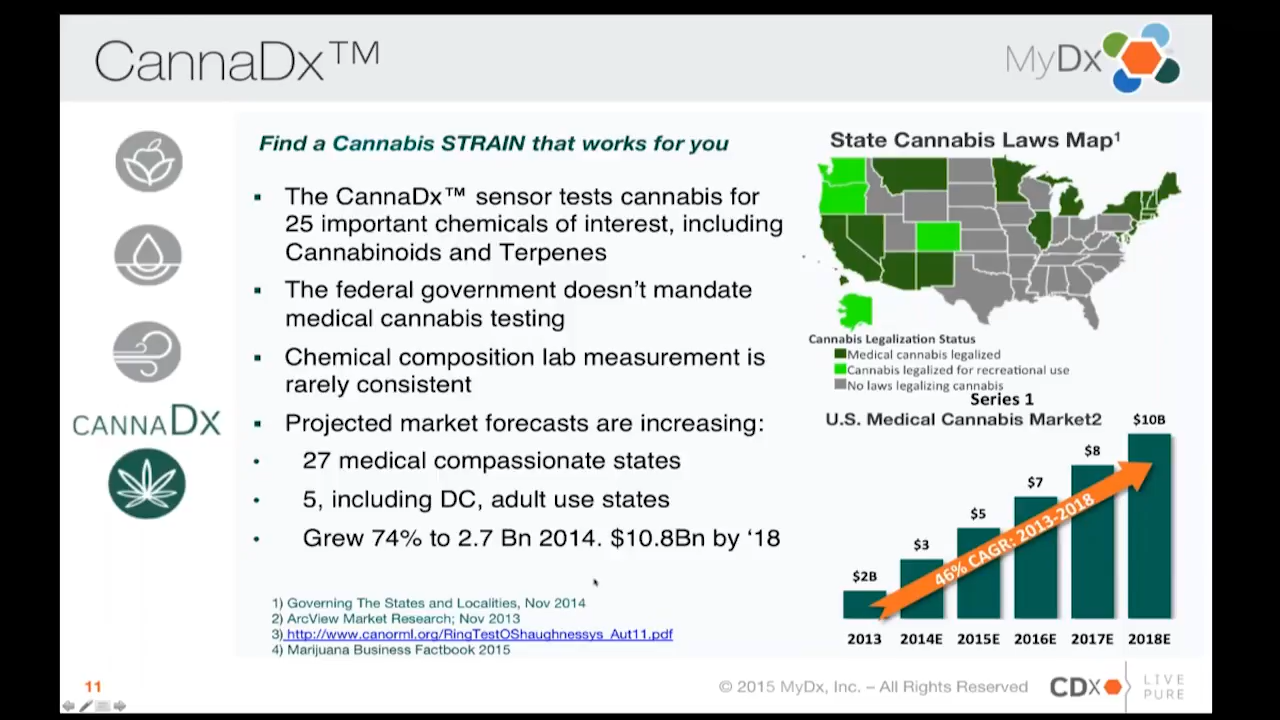 CannaDx™
MyDx
Find a Cannabis STRAIN that works for you
▪ The CannaDx™ sensor tests cannabis for
25 important chemicals of interest, including
Cannabinoids and Terpenes
▪ The federal government doesn’t mandate
medical cannabis testing
▪ Chemical composition lab measurement is
rarely consistent
▪ Projected market forecasts are increasing:
• 27 medical compassionate states
• 5, including DC, adult use states
• Grew 74% to 2.7 Bn 2014. $10.8Bn by ‘18
1) Governing The States and Localities, Nov 2014
2) ArcView Market Research; Nov 2013
3) http://www.canorml.org/RingTestOShaughnessys_Aut11.pdf
4) Marijuana Business Factbook 2015
CANNADX
State Cannabis Laws Map¹
Cannabis Legalization Status
Medical cannabis legalized
Cannabis legalized for recreational use
No laws legalizing cannabis
Series 1
U.S. Medical Cannabis Market2
$2B
$3
$5
$7
$8
$10B
46% CAGR: 2013-2018
2013 2014E 2015E 2016E 2017E 2018E
11
© 2015 MyDx, Inc. – All Rights Reserved
CDX
LIVE
PURE